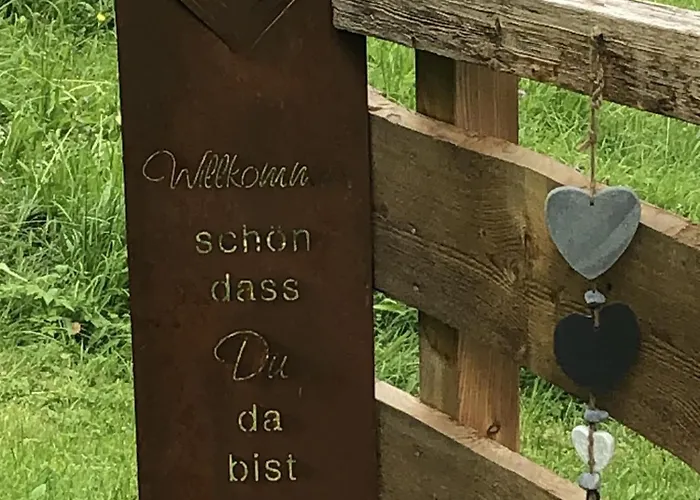 Willkomm
schön
dass
Du
da
bist